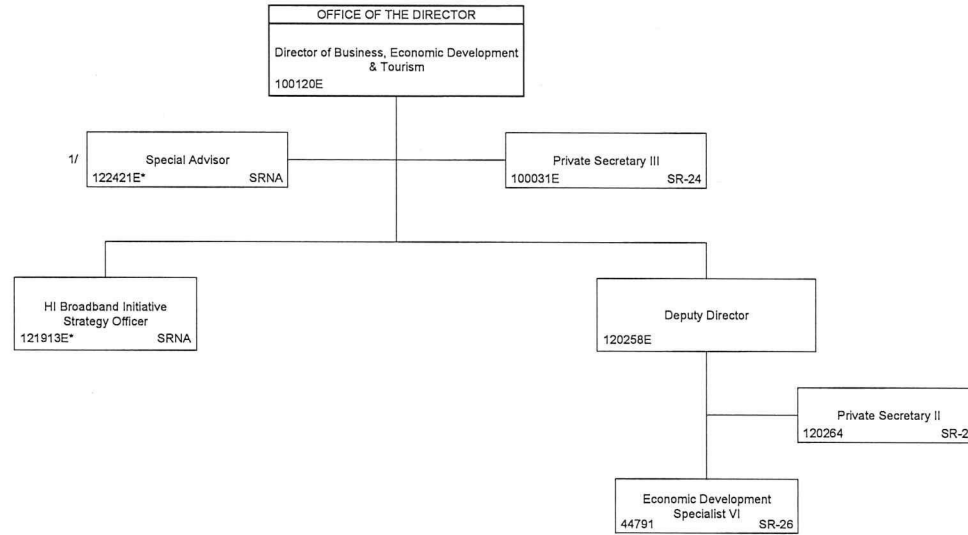 OFFICE OF THE DIRECTOR
Director of Business, Economic Development
& Tourism
100120E
1/
Special Advisor
122421E* SRNA
Private Secretary III
100031E SR-24
HI Broadband Initiative
Strategy Officer
121913E* SRNA
Deputy Director
120258E
Private Secretary II
120264 SR-2
Economic Development
Specialist VI
44791 SR-26